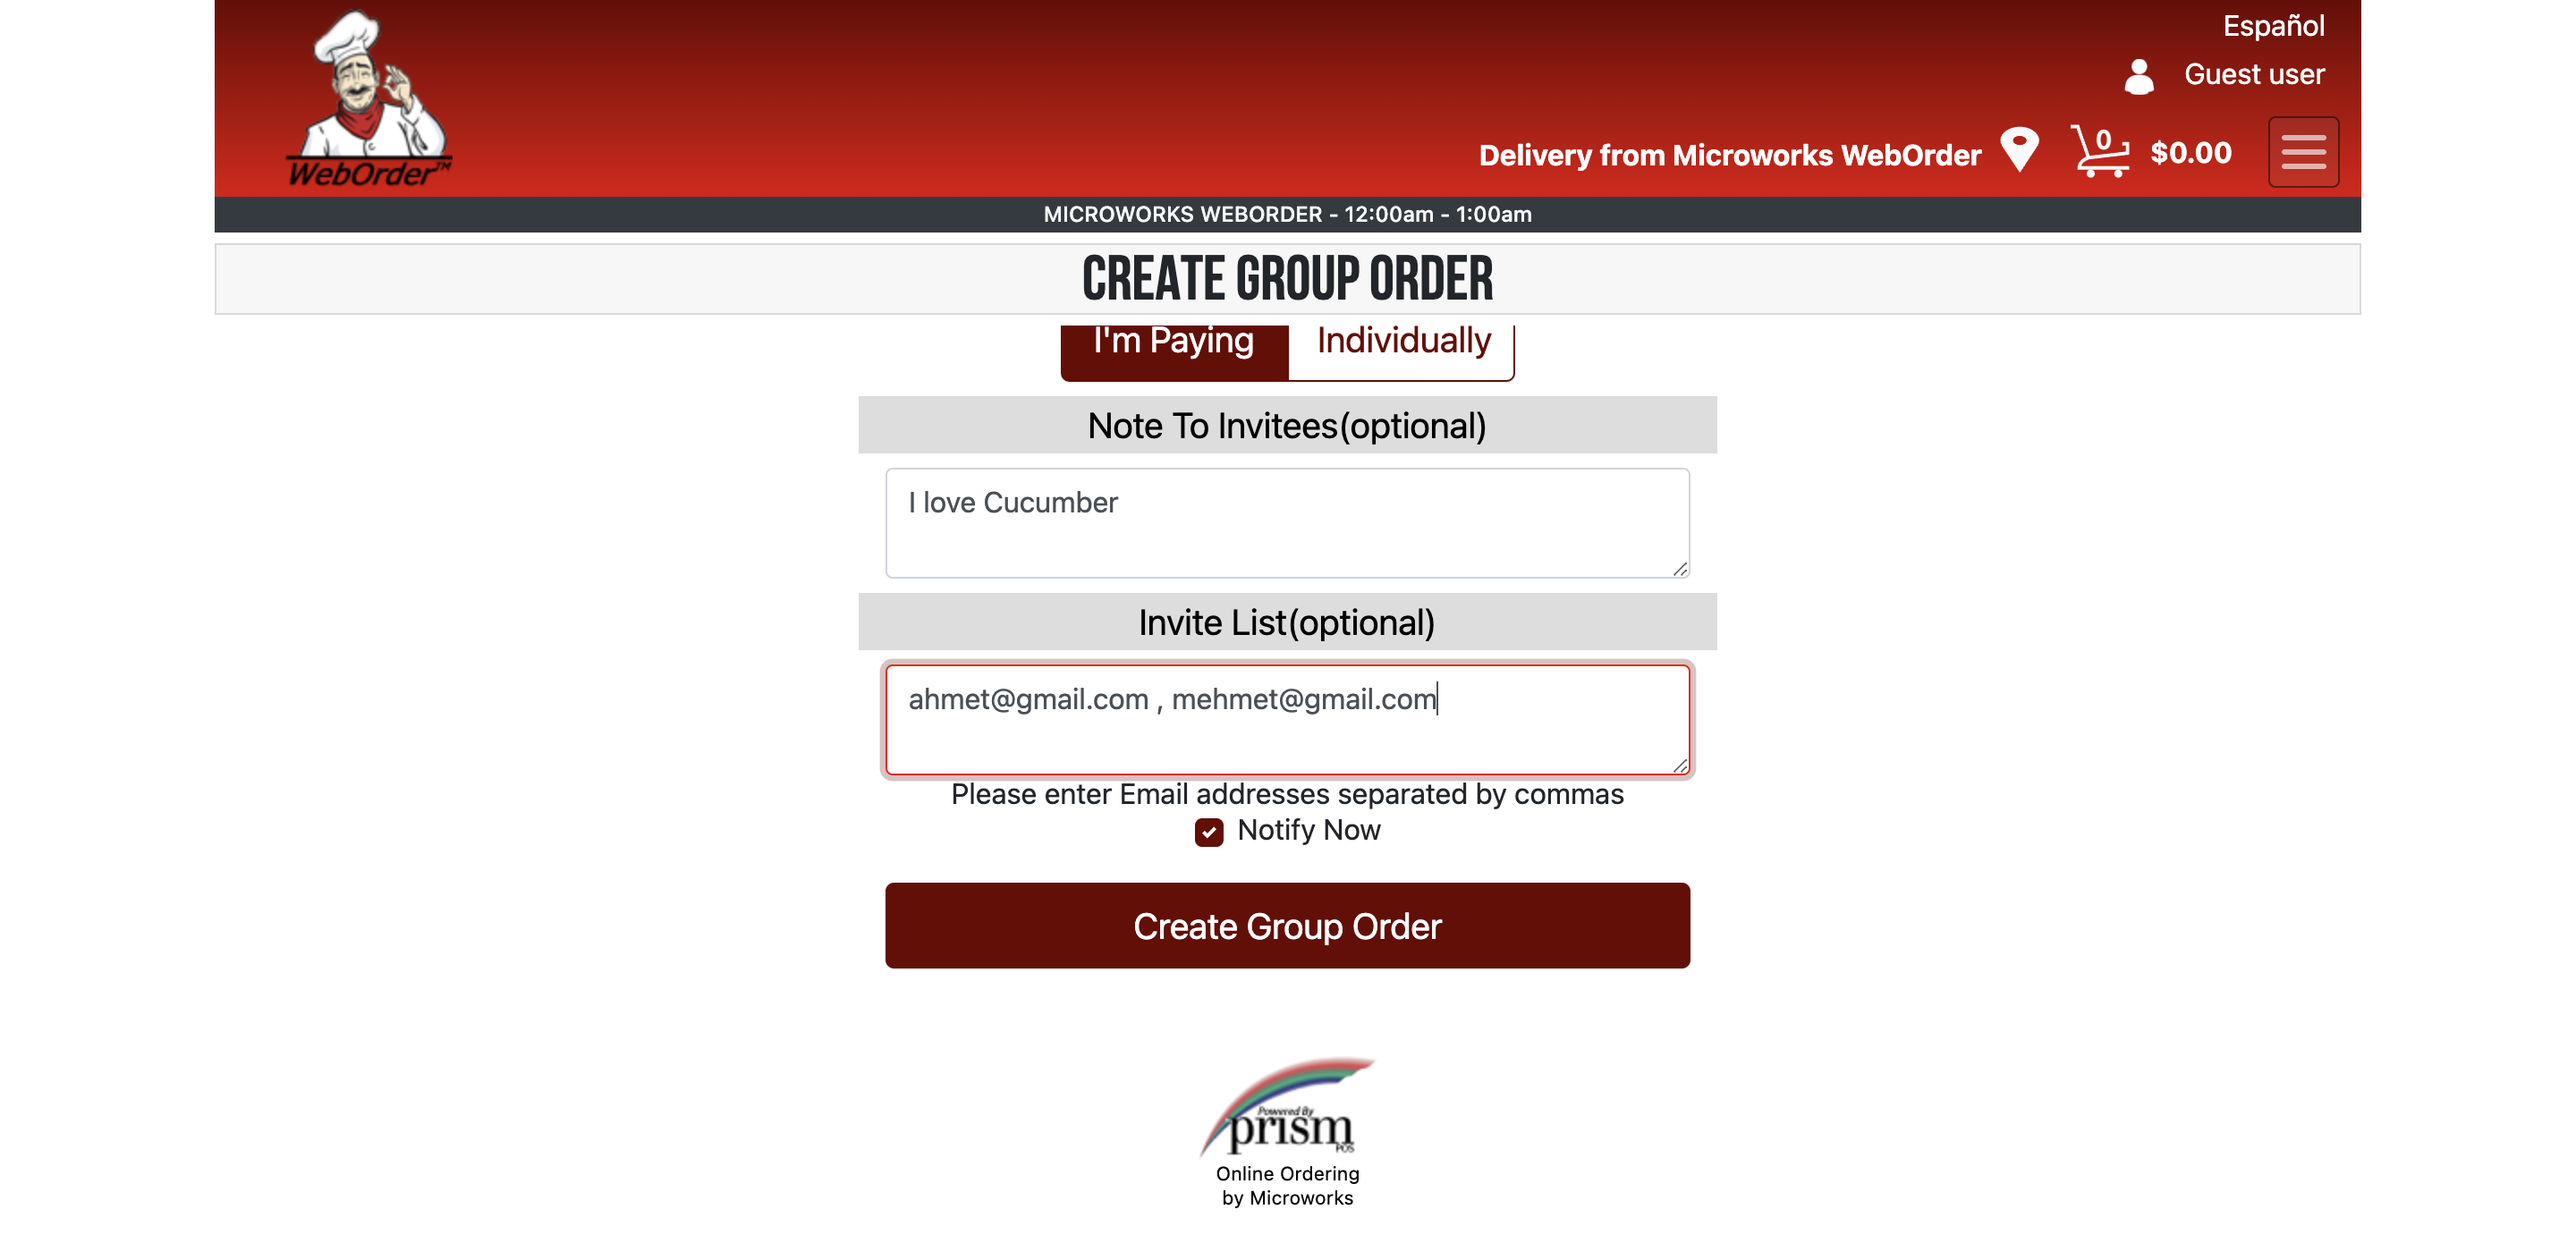 Español
Guest user
WebOrder™
Delivery from Microworks WebOrder
0
$0.00
MICROWORKS WEBORDER - 12:00am - 1:00am
CREATE GROUP ORDER
I'm Paying
Individually
Note To Invitees(optional)
I love Cucumber
Invite List(optional)
ahmet@gmail.com , mehmet@gmail.com
Please enter Email addresses separated by commas
Notify Now
Create Group Order
Powered By
prism
POS
Online Ordering
by Microworks